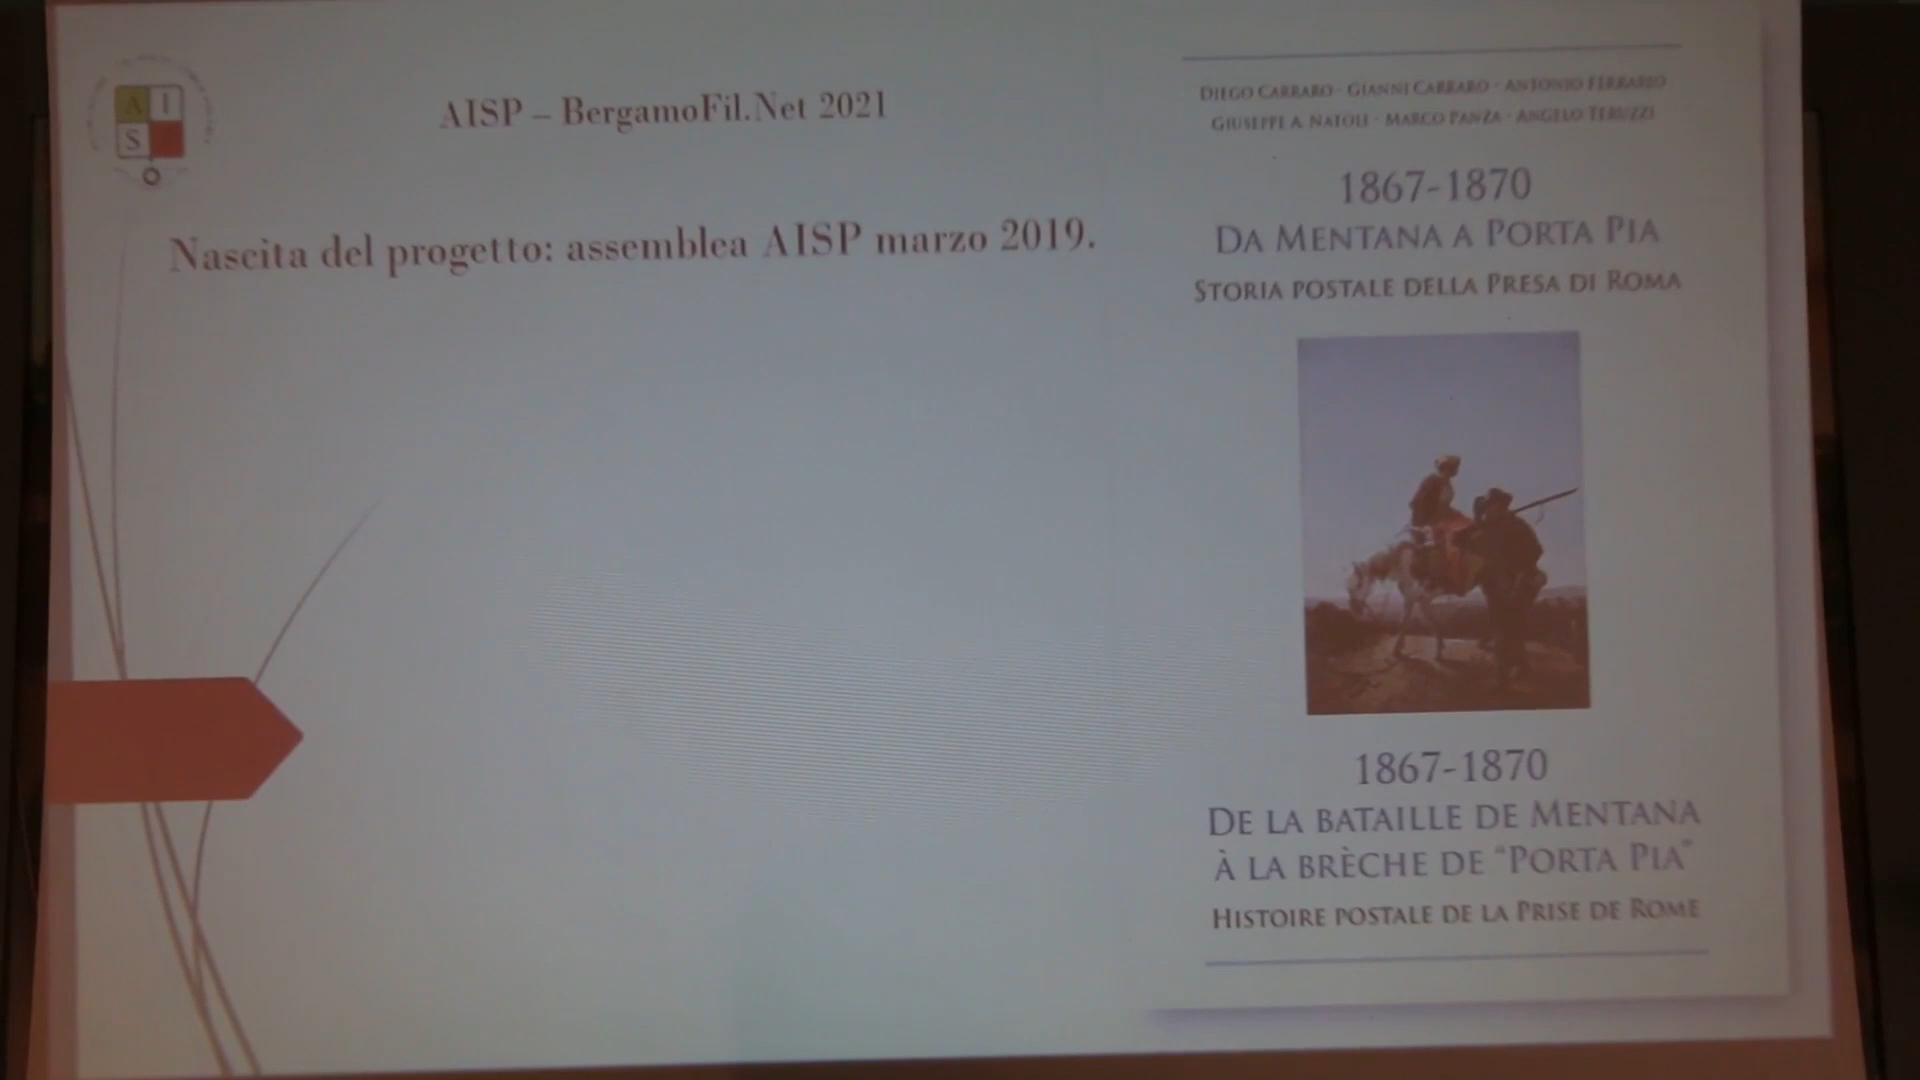 A I
S
AISP – BergamoFil.Net 2021
Nascita del progetto: assemblea AISP marzo 2019.
DIEGO CARRARO - GIANNI CARRARO - ANTONIO FERRARIO
GIUSEPPE A. NATOLI - MARCO PANZA - ANGELO TERUZZI
1867-1870
DA MENTANA A PORTA PIA
STORIA POSTALE DELLA PRESA DI ROMA
1867-1870
DE LA BATAILLE DE MENTANA
À LA BRÈCHE DE “PORTA PIA”
HISTOIRE POSTALE DE LA PRISE DE ROME